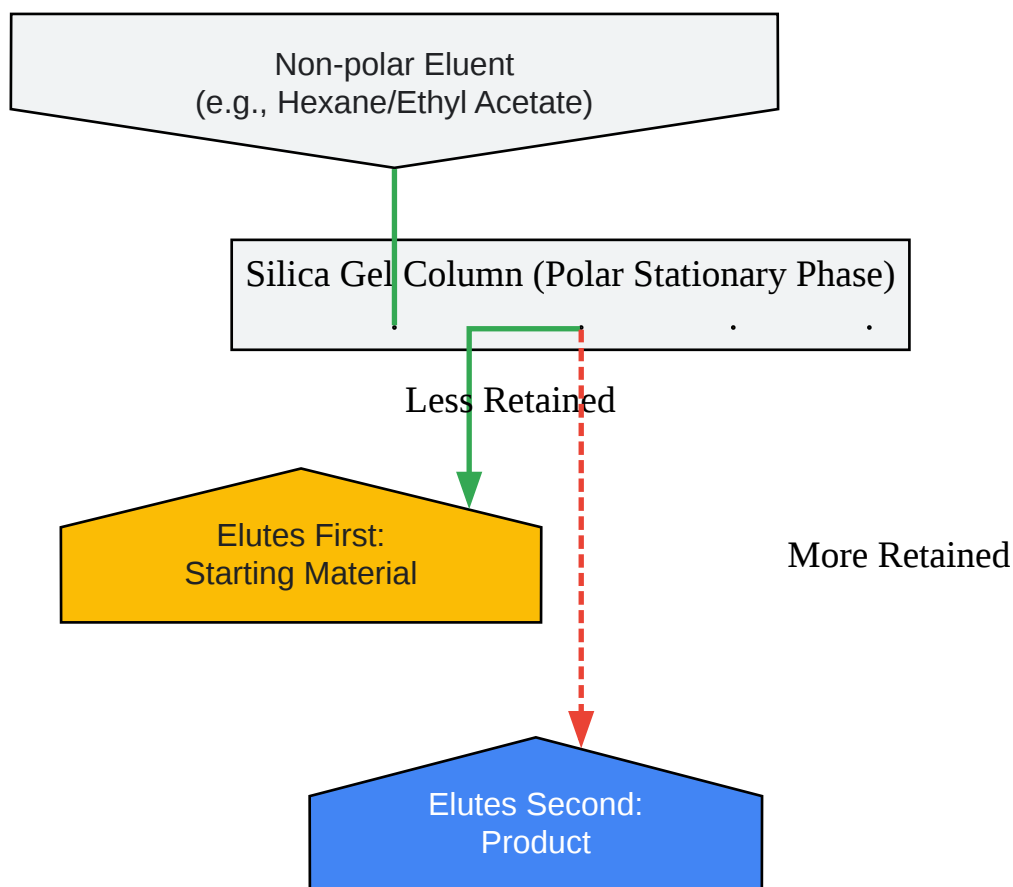 Non-polar Eluent
(e.g., Hexane/Ethyl Acetate)
Silica Gel Column (Polar Stationary Phase)
Less Retained
Elutes First:
Starting Material
More Retained
Elutes Second:
Product